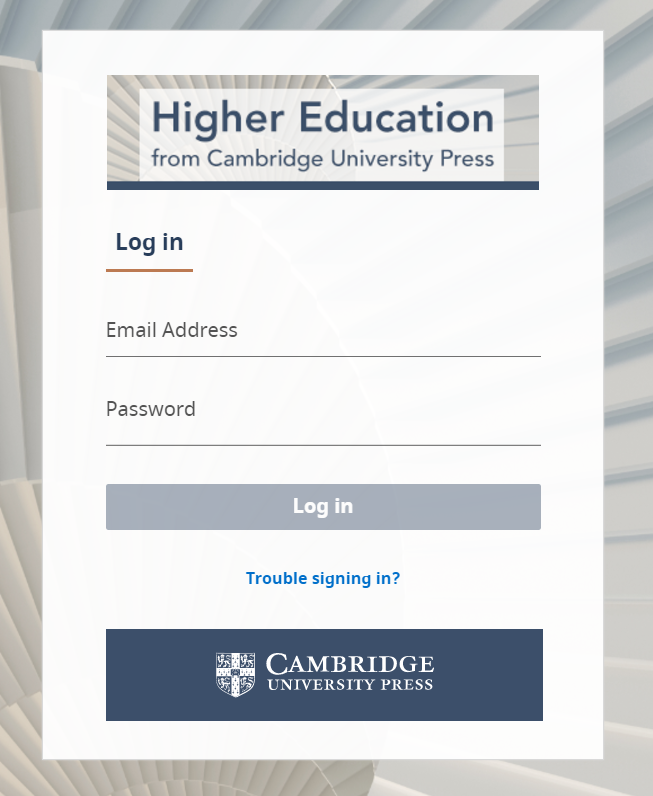 Higher Education
from Cambridge University Press
Log in
Email Address
Password
Log in
Trouble signing in?
CAMBRIDGE
UNIVERSITY PRESS